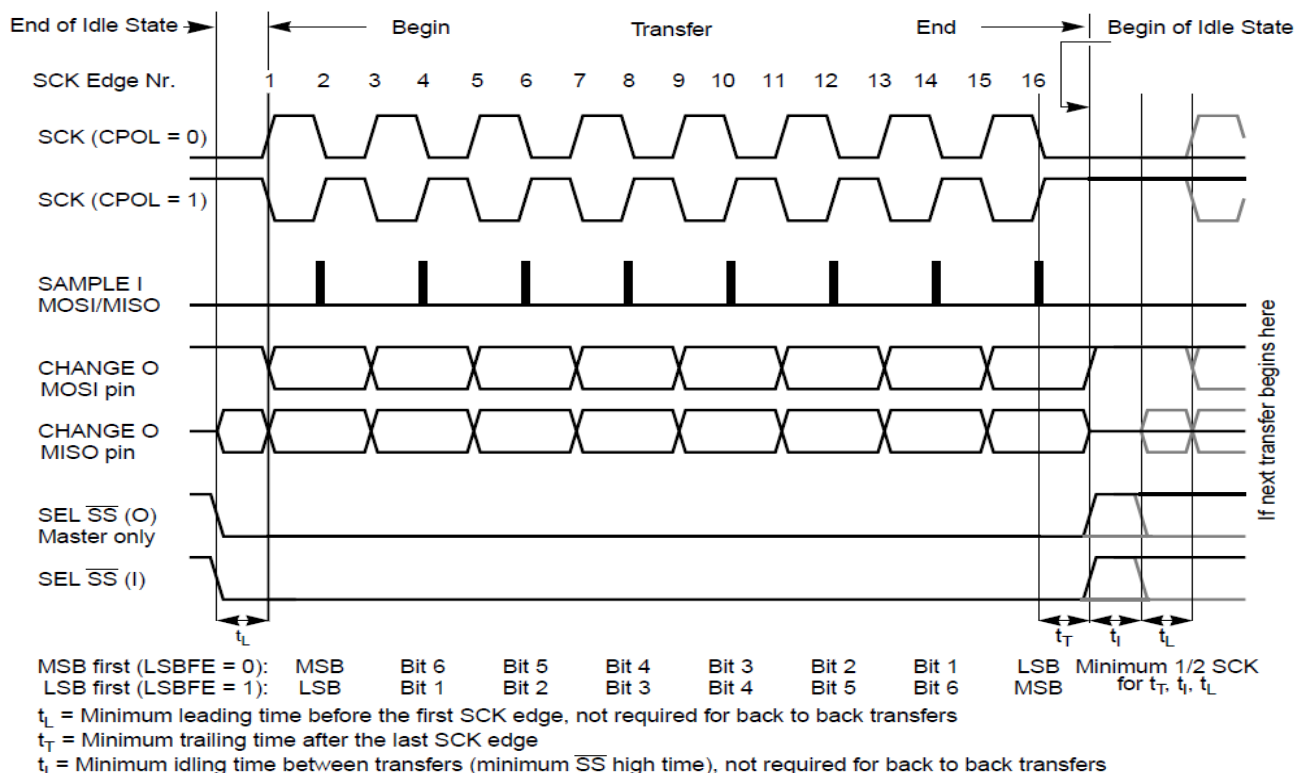 End of Idle State Begin Transfer End Begin of Idle State
SCK Edge Nr. 1 2 3 4 5 6 7 8 9 10 11 12 13 14 15 16
SCK (CPOL = 0)
SCK (CPOL = 1)
SAMPLE I
MOSI/MISO
CHANGE O
MOSI pin
CHANGE O
MISO pin
SEL SS (O)
Master only
SEL SS (I)
If next transfer begins here
tL tT tI tL
MSB first (LSBFE = 0): MSB Bit 6 Bit 5 Bit 4 Bit 3 Bit 2 Bit 1 LSB Minimum 1/2 SCK
LSB first (LSBFE = 1): LSB Bit 1 Bit 2 Bit 3 Bit 4 Bit 5 Bit 6 MSB for tT, tI, tL
tL = Minimum leading time before the first SCK edge, not required for back to back transfers
tT = Minimum trailing time after the last SCK edge
tI = Minimum idling time between transfers (minimum SS high time), not required for back to back transfers